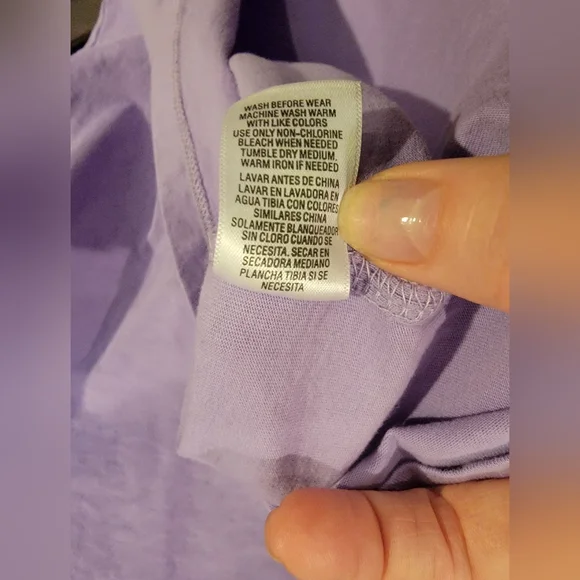 WASH BEFORE WEAR
MACHINE WASH WARM
WITH LIKE COLORS
USE ONLY NON-CHLORINE
BLEACH WHEN NEEDED
TUMBLE DRY MEDIUM.
WARM IRON IF NEEDED
LAVAR ANTES DE CHINA
LAVAR EN LAVADORA EN
AGUA TIBIA CON COLORES
SIMILARES CHINA
SOLAMENTE BLANQUEADOR
SIN CLORO CUANDO SE
NECESITA. SECAR EN
SECADORA MEDIANO
PLANCHA TIBIA SI SE
NECESITA